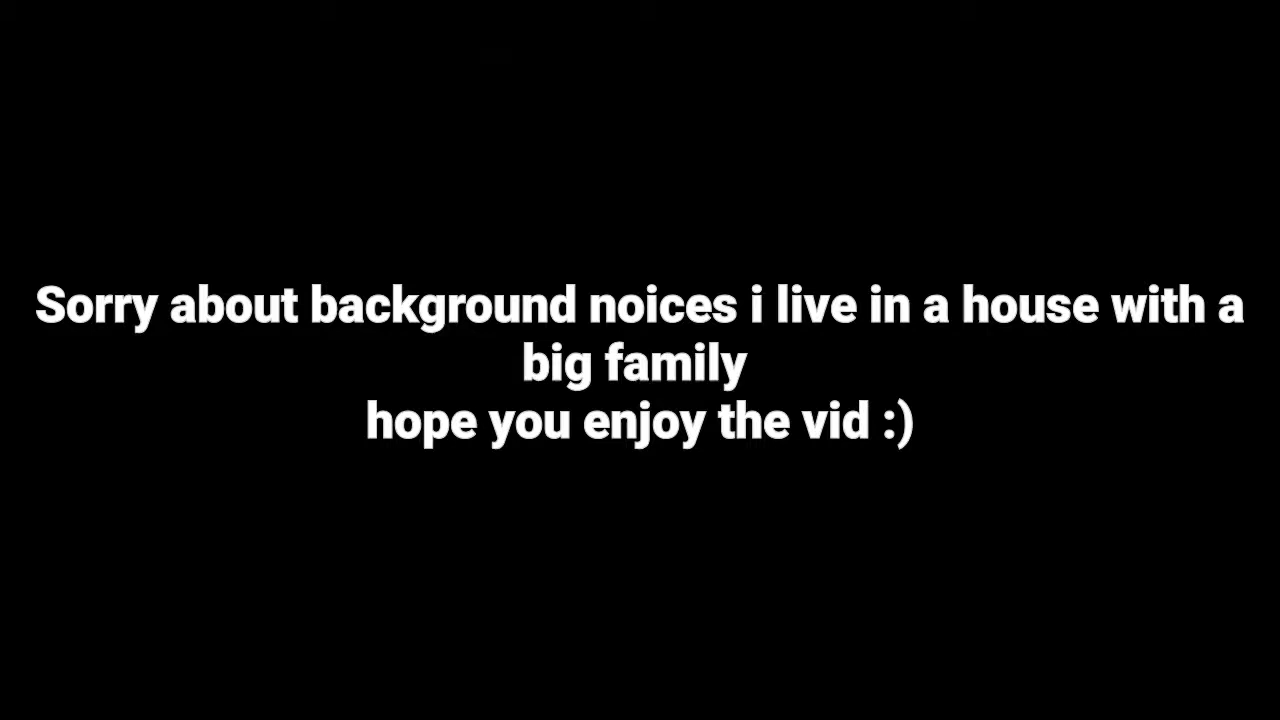 Sorry about background noices i live in a house with a
big family
hope you enjoy the vid :)